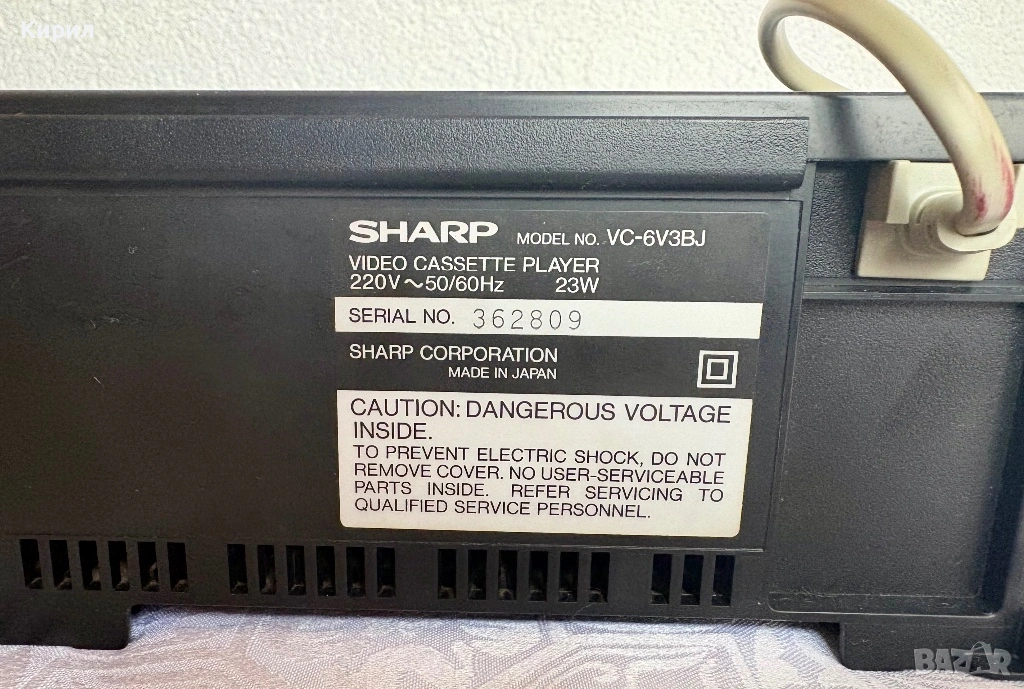 Кирил
SHARP MODEL NO. VC-6V3BJ
VIDEO CASSETTE PLAYER
220V ~ 50/60Hz 23W
SERIAL NO. 362809
SHARP CORPORATION
MADE IN JAPAN
CAUTION: DANGEROUS VOLTAGE
INSIDE.
TO PREVENT ELECTRIC SHOCK, DO NOT
REMOVE COVER. NO USER-SERVICEABLE
PARTS INSIDE. REFER SERVICING TO
QUALIFIED SERVICE PERSONNEL.
BAZAR